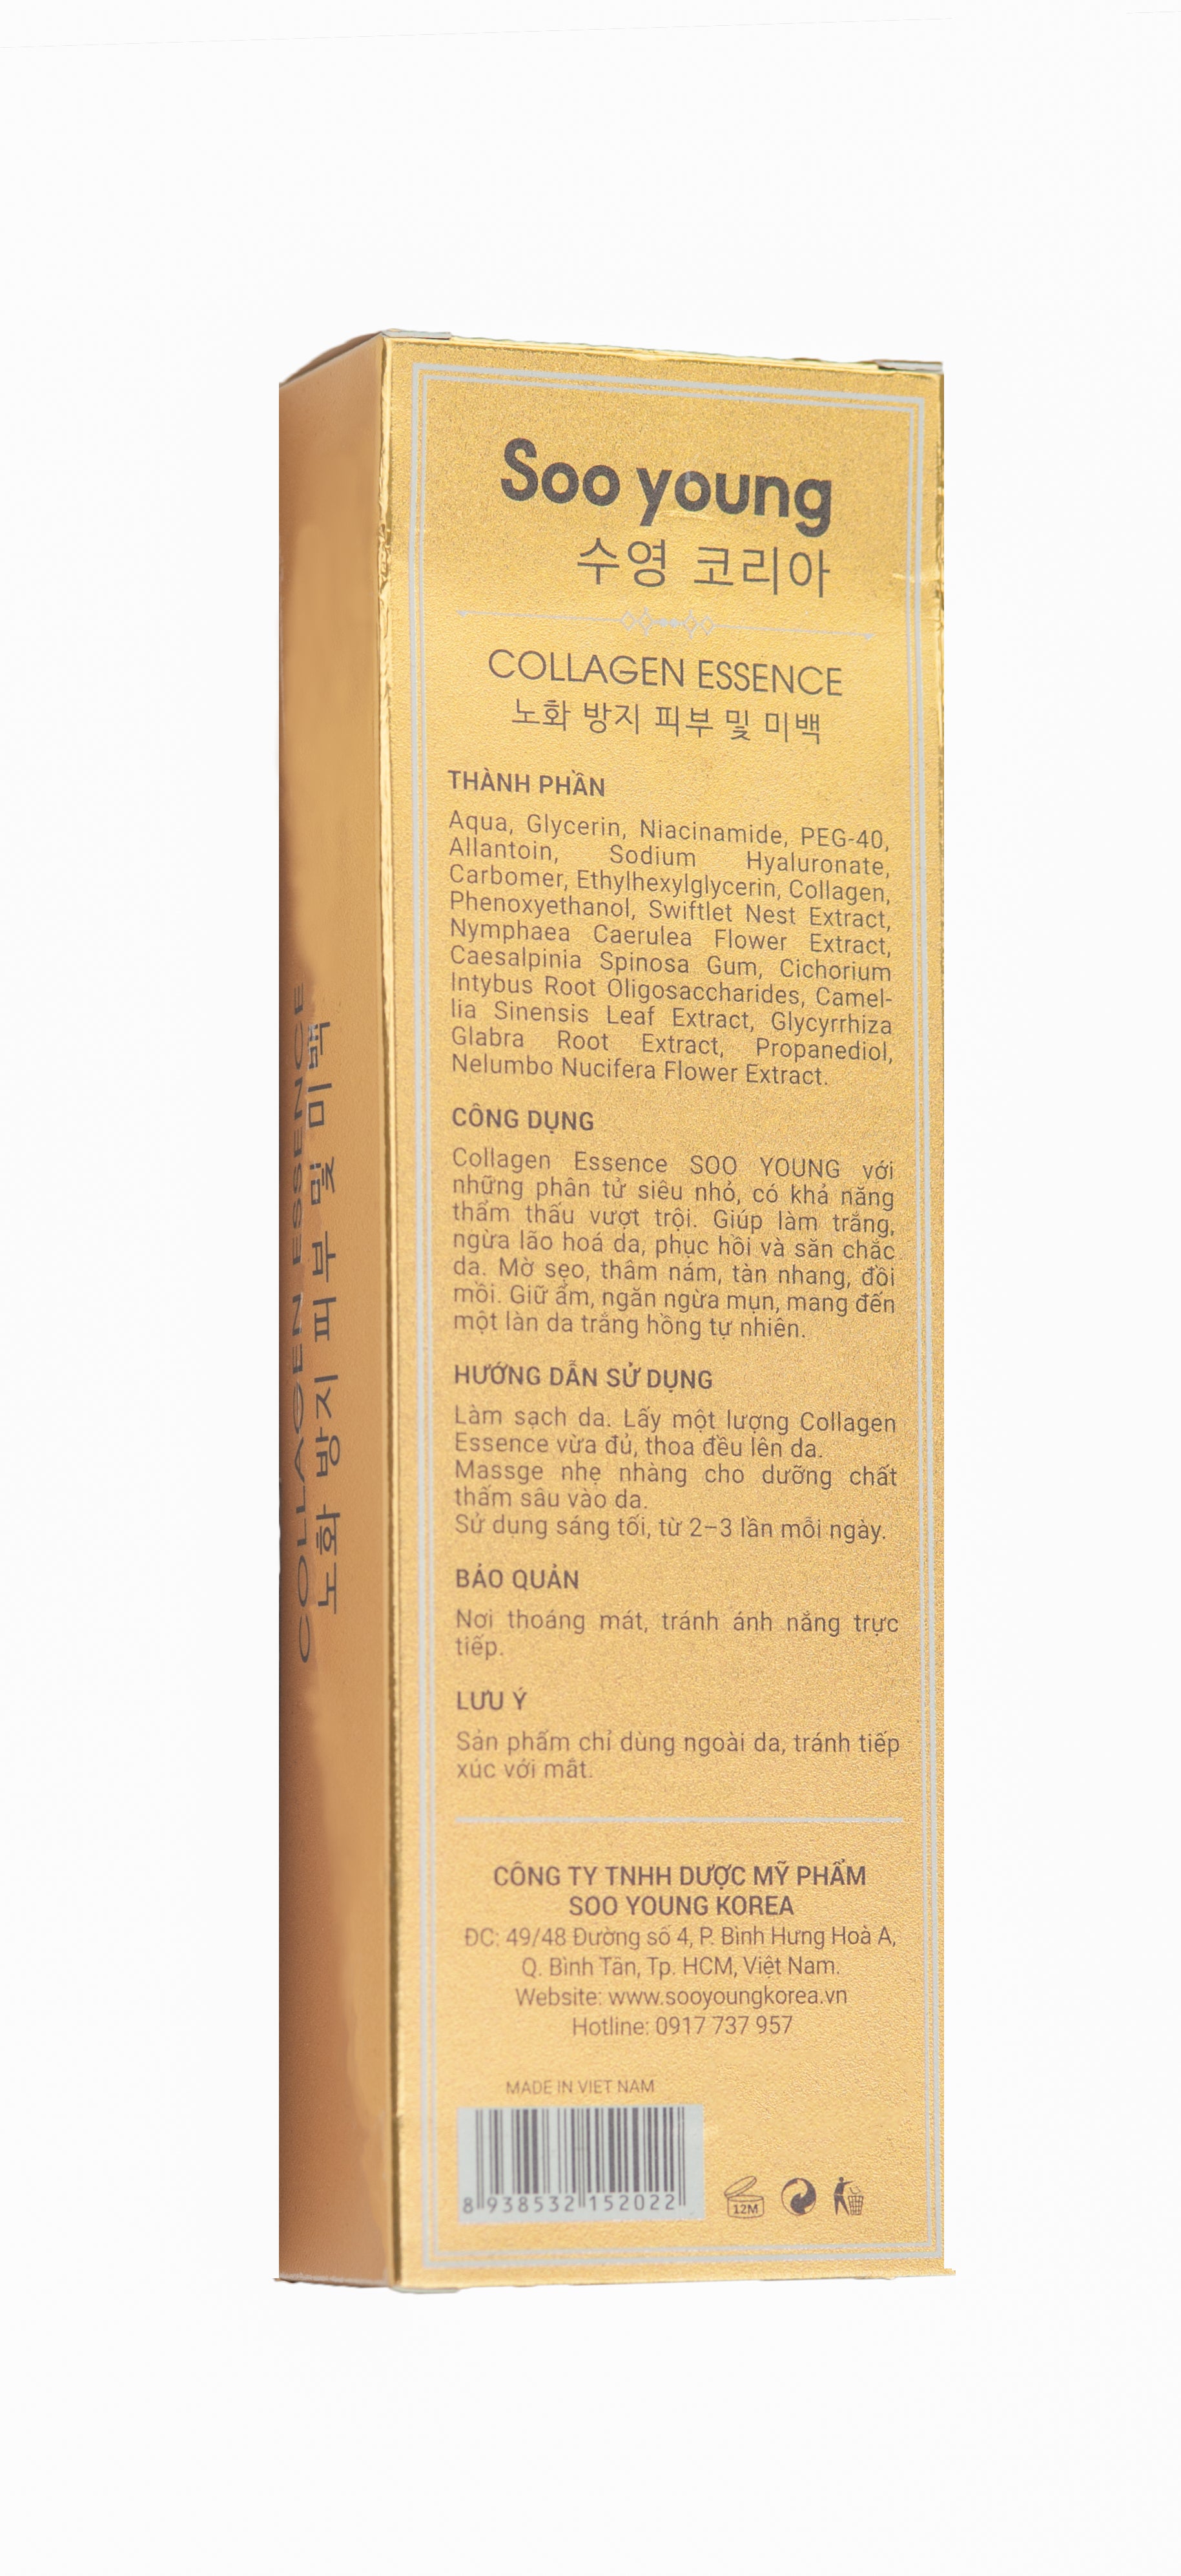 Soo young
수영 코리아
COLLAGEN ESSENCE
노화 방지 피부 및 미백
THÀNH PHẦN
Aqua, Glycerin, Niacinamide, PEG-40,
Allantoin, Sodium Hyaluronate,
Carbomer, Ethylhexylglycerin, Collagen,
Phenoxyethanol, Swiftlet Nest Extract,
Nymphaea Caerulea Flower Extract,
Caesalpinia Spinosa Gum, Cichorium
Intybus Root Oligosaccharides, Camel-
lia Sinensis Leaf Extract, Glycyrrhiza
Glabra Root Extract, Propanediol,
Nelumbo Nucifera Flower Extract.
CÔNG DỤNG
Collagen Essence SOO YOUNG với
những phân tử siêu nhỏ, có khả năng
thẩm thấu vượt trội. Giúp làm trắng,
ngừa lão hoá da, phục hồi và săn chắc
da. Mờ sẹo, thâm nám, tàn nhang, đồi
mồi. Giữ ẩm, ngăn ngừa mụn, mang đến
một làn da trắng hồng tự nhiên.
HƯỚNG DẪN SỬ DỤNG
Làm sạch da. Lấy một lượng Collagen
Essence vừa đủ, thoa đều lên da.
Massge nhẹ nhàng cho dưỡng chất
thấm sâu vào da.
Sử dụng sáng tối, từ 2–3 lần mỗi ngày.
BẢO QUẢN
Nơi thoáng mát, tránh ánh nắng trực
tiếp.
LƯU Ý
Sản phẩm chỉ dùng ngoài da, tránh tiếp
xúc với mắt.
CÔNG TY TNHH DƯỢC MỸ PHẨM
SOO YOUNG KOREA
ĐC: 49/48 Đường số 4, P. Bình Hưng Hoà A,
Q. Bình Tân, Tp. HCM, Việt Nam.
Website: www.sooyoungkorea.vn
Hotline: 0917 737 957
MADE IN VIET NAM
8 938532 152022
12M
COLLAGEN ESSENCE
노화 방지 피부 및 미백